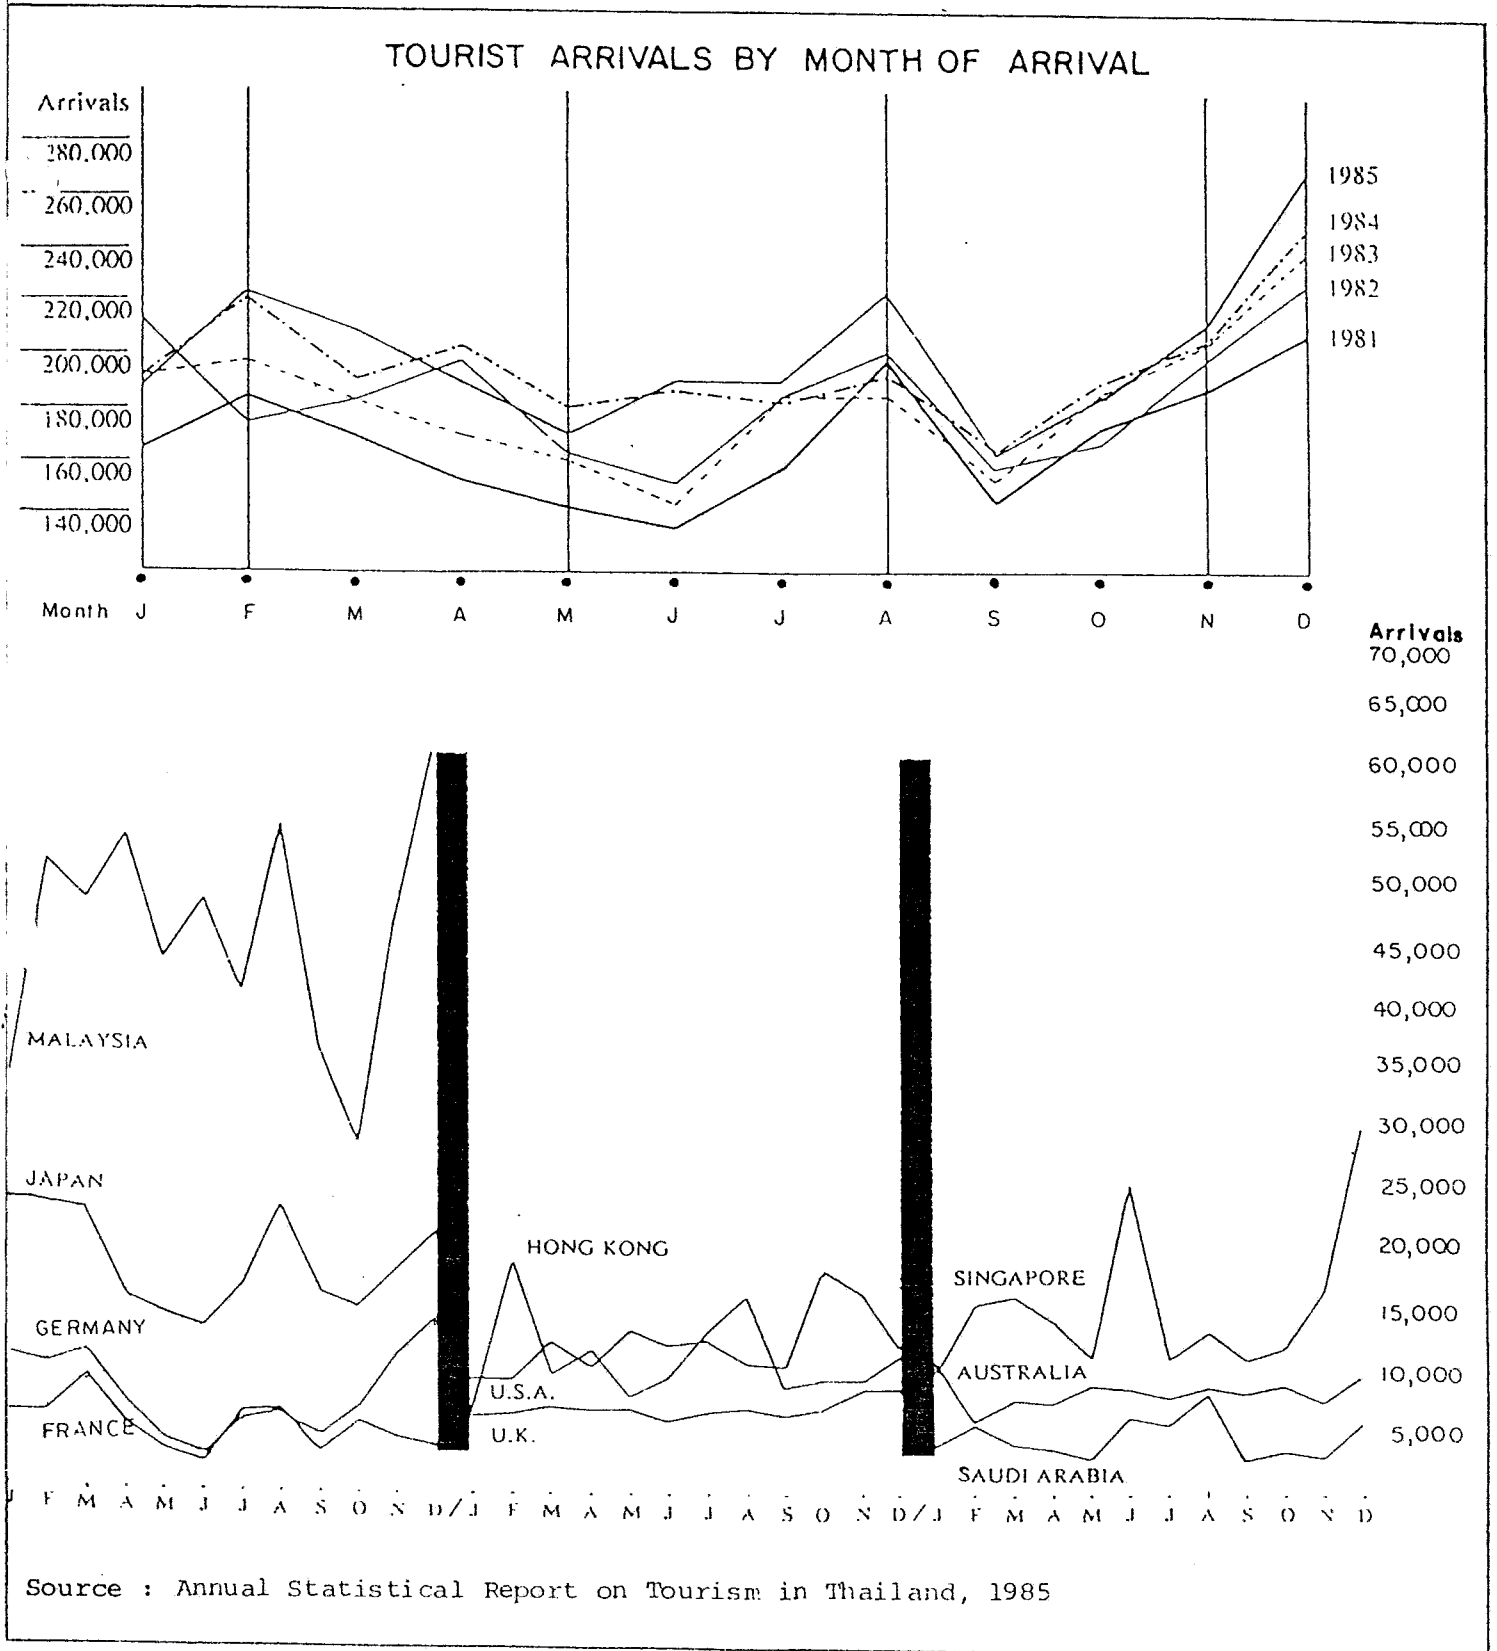 TOURIST ARRIVALS BY MONTH OF ARRIVAL
Arrivals
280,000
260,000
240,000
220,000
200,000
180,000
160,000
140,000
1985
1984
1983
1982
1981
Month J F M A M J J A S O N D
Arrivals
70,000
65,000
60,000
55,000
50,000
45,000
40,000
35,000
30,000
25,000
20,000
15,000
10,000
5,000
MALAYSIA
JAPAN
GERMANY
FRANCE
HONG KONG
U.S.A.
U.K.
SINGAPORE
AUSTRALIA
SAUDI ARABIA
J F M A M J J A S O N D/J F M A M J J A S O N D/J F M A M J J A S O N D
Source : Annual Statistical Report on Tourism in Thailand, 1985